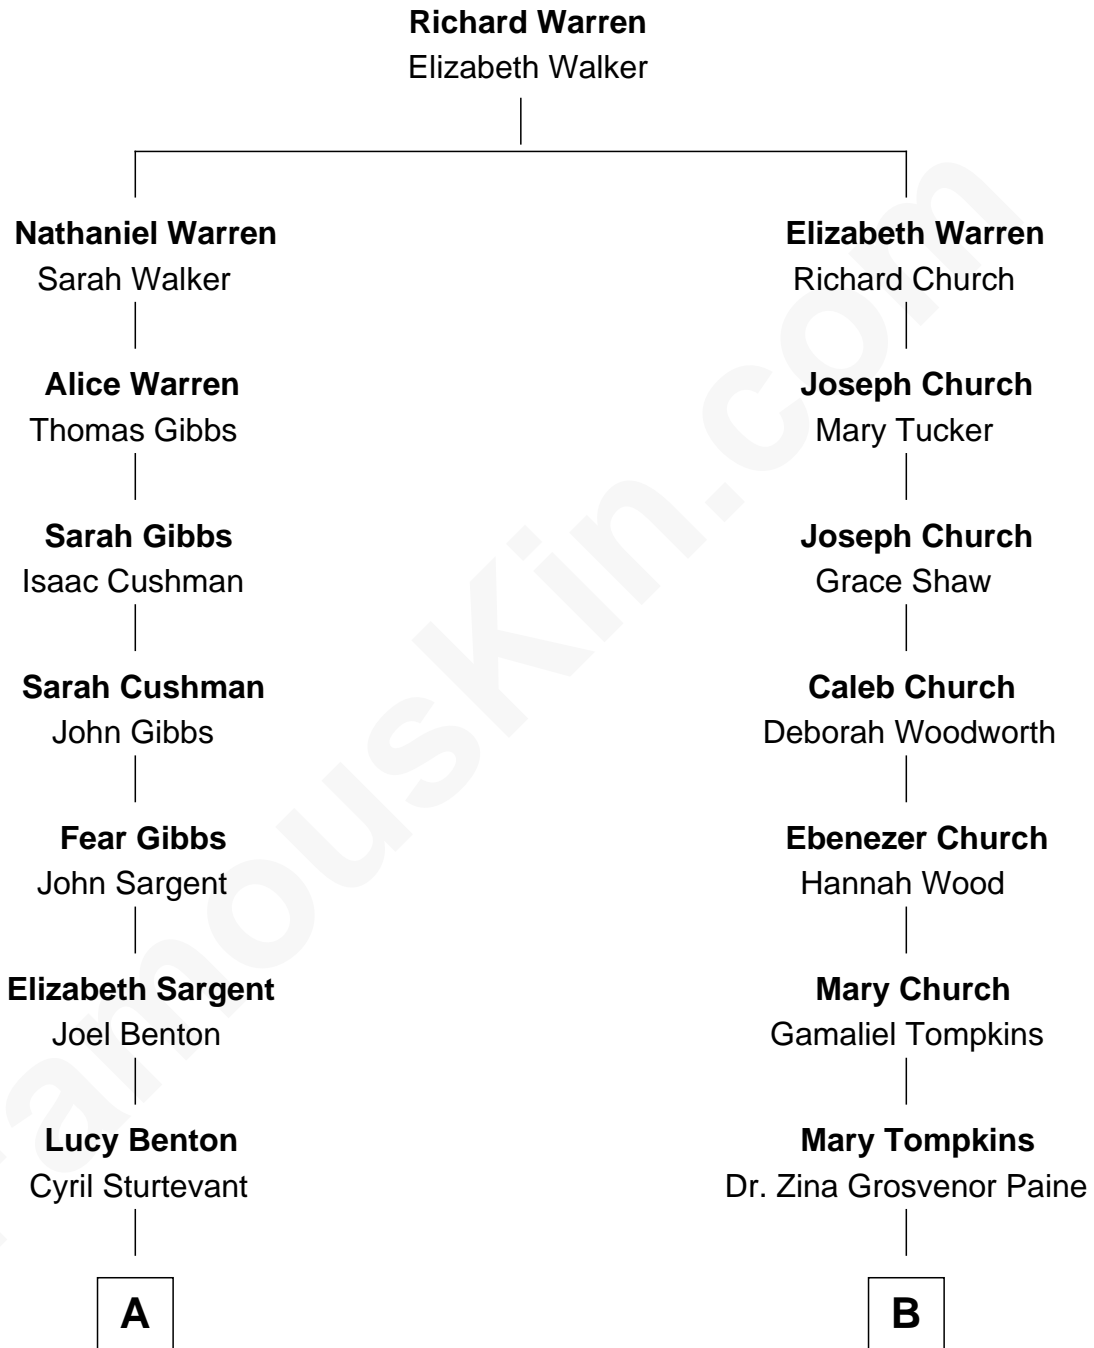 Richard Warren
Elizabeth Walker
Nathaniel Warren
Sarah Walker
Elizabeth Warren
Richard Church
Alice Warren
Thomas Gibbs
Joseph Church
Mary Tucker
Sarah Gibbs
Isaac Cushman
Joseph Church
Grace Shaw
Sarah Cushman
John Gibbs
Caleb Church
Deborah Woodworth
Fear Gibbs
John Sargent
Ebenezer Church
Hannah Wood
Elizabeth Sargent
Joel Benton
Mary Church
Gamaliel Tompkins
Lucy Benton
Cyril Sturtevant
Mary Tompkins
Dr. Zina Grosvenor Paine
A
B
FamousKin.com